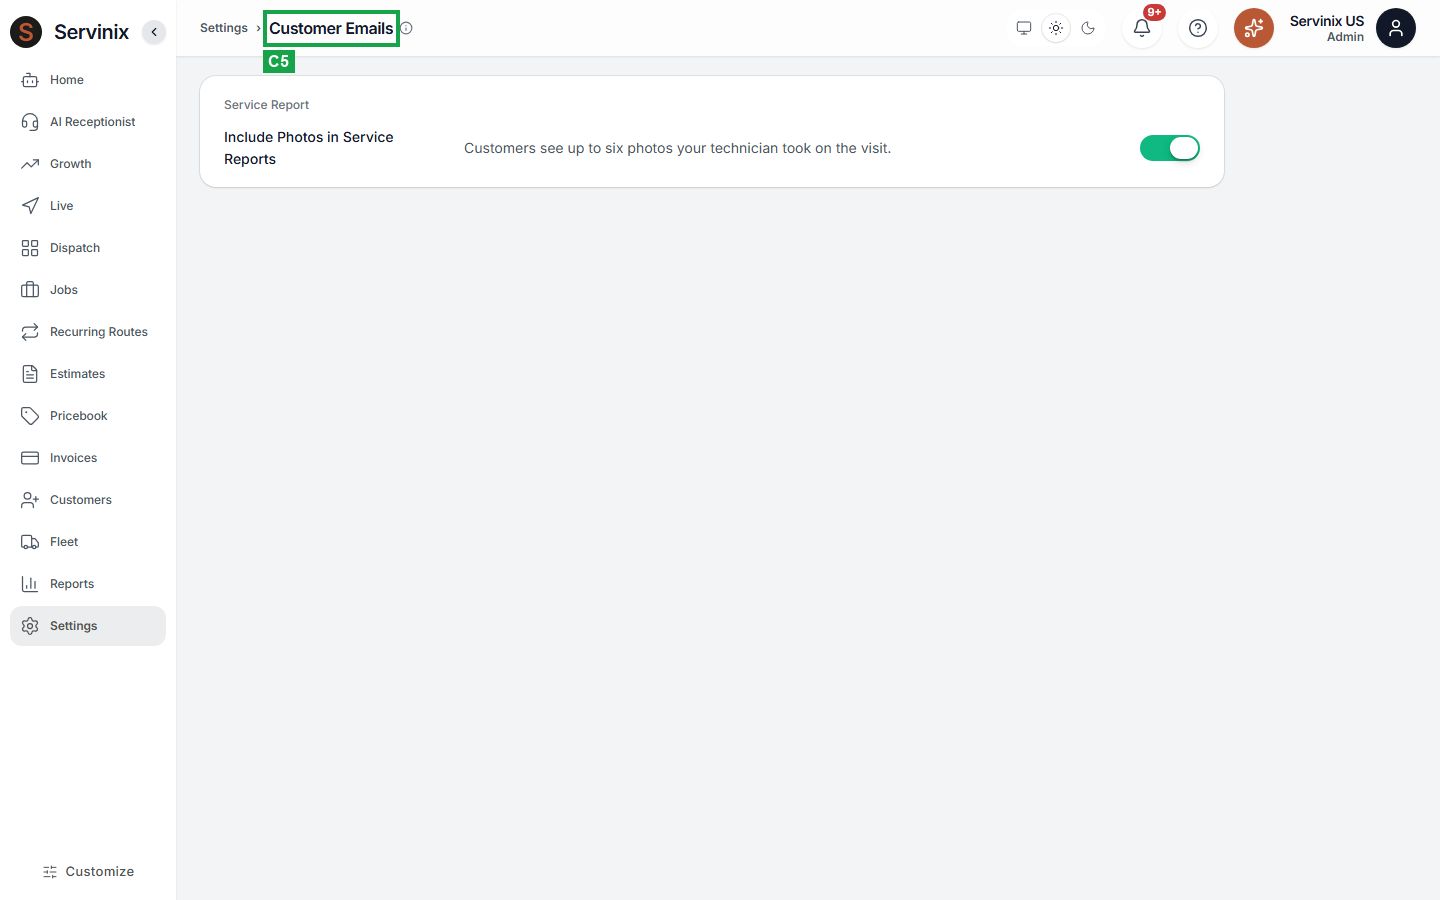 Servinix
Home
AI Receptionist
Growth
Live
Dispatch
Jobs
Recurring Routes
Estimates
Pricebook
Invoices
Customers
Fleet
Reports
Settings
Customize
Settings › Customer Emails
C5
9+
Servinix US
Admin
Service Report
Include Photos in Service
Reports
Customers see up to six photos your technician took on the visit.